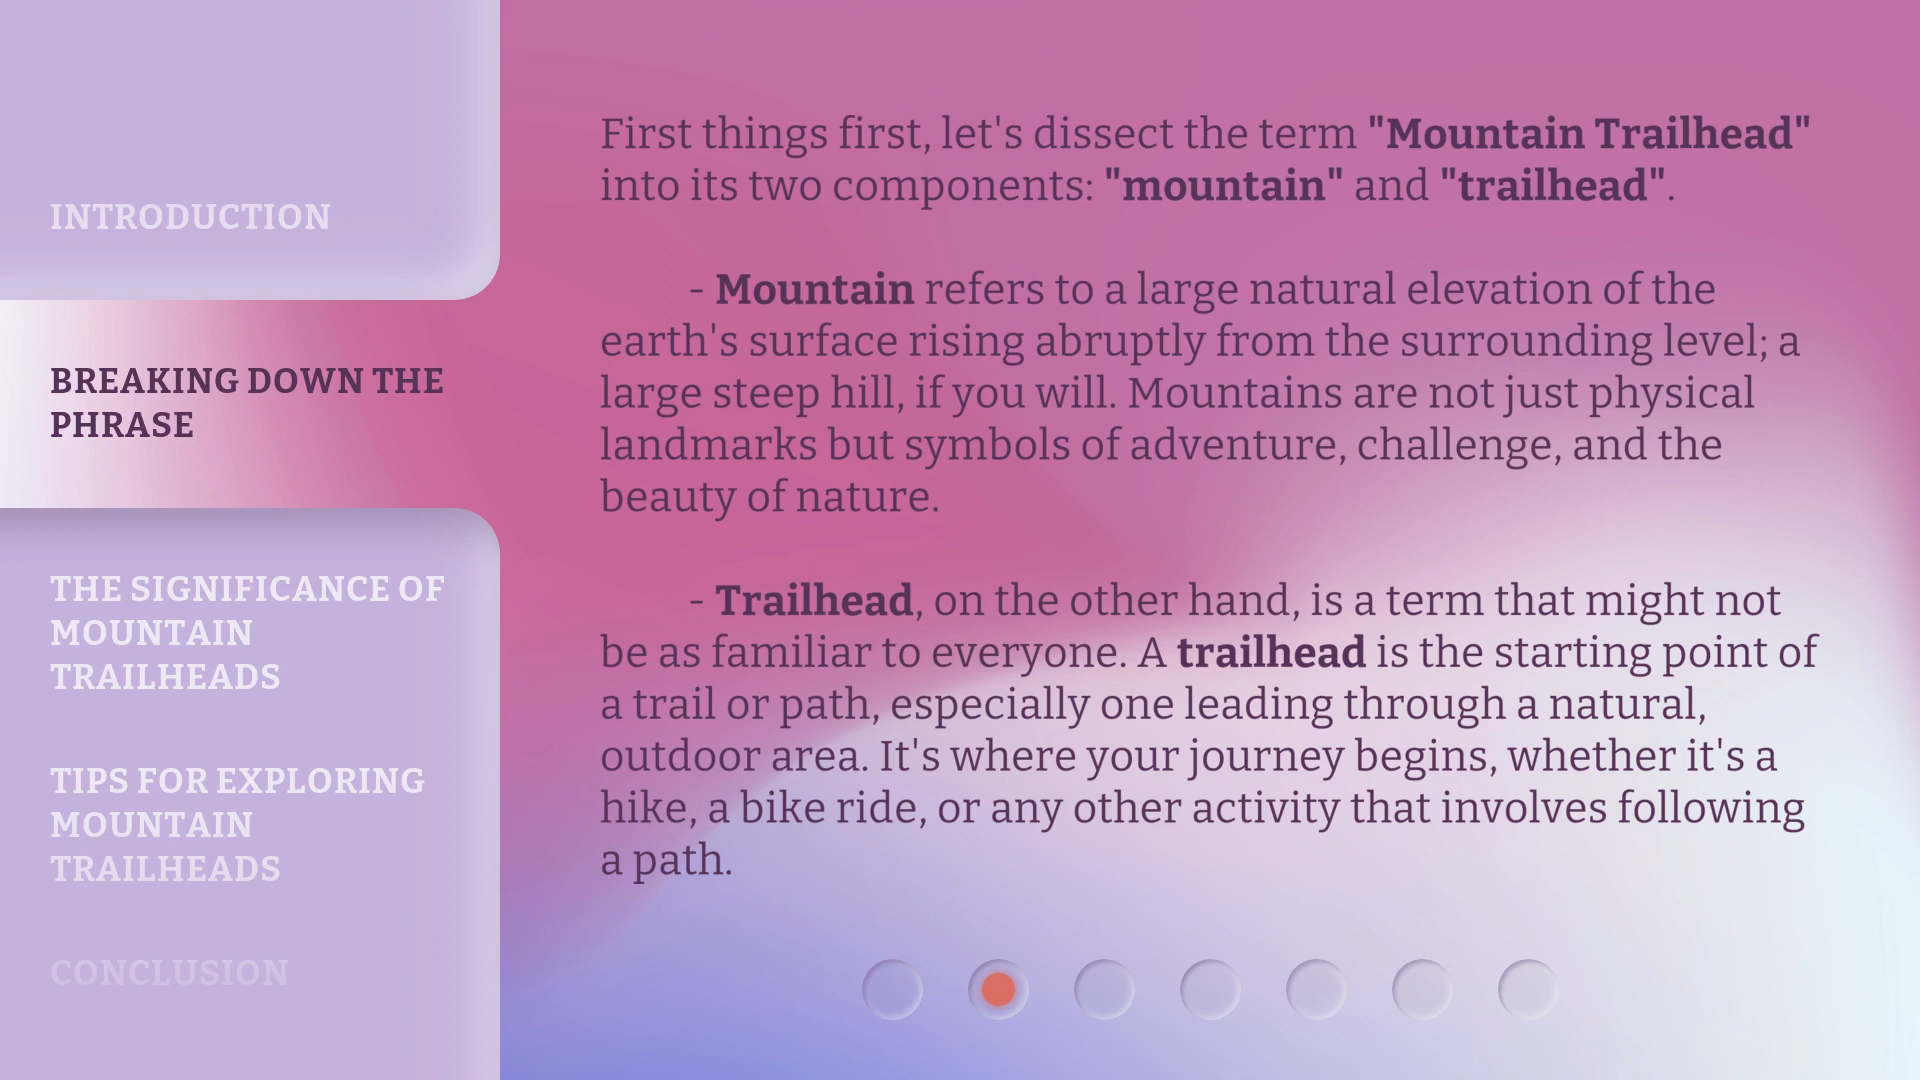 INTRODUCTION
BREAKING DOWN THE
PHRASE
THE SIGNIFICANCE OF
MOUNTAIN
TRAILHEADS
TIPS FOR EXPLORING
MOUNTAIN
TRAILHEADS
CONCLUSION
First things first, let's dissect the term "Mountain Trailhead"
into its two components: "mountain" and "trailhead".
- Mountain refers to a large natural elevation of the
earth's surface rising abruptly from the surrounding level; a
large steep hill, if you will. Mountains are not just physical
landmarks but symbols of adventure, challenge, and the
beauty of nature.
- Trailhead, on the other hand, is a term that might not
be as familiar to everyone. A trailhead is the starting point of
a trail or path, especially one leading through a natural,
outdoor area. It's where your journey begins, whether it's a
hike, a bike ride, or any other activity that involves following
a path.